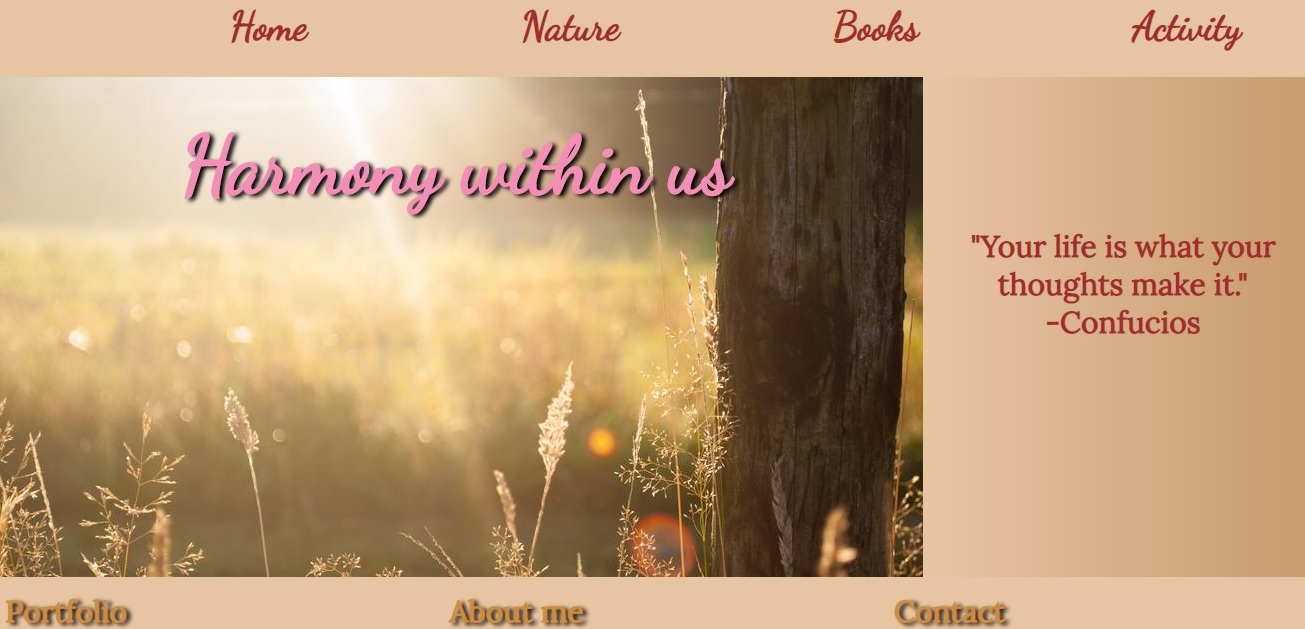 Home Nature Books Activity
Harmony within us
"Your life is what your
thoughts make it."
-Confucios
Portfolio About me Contact